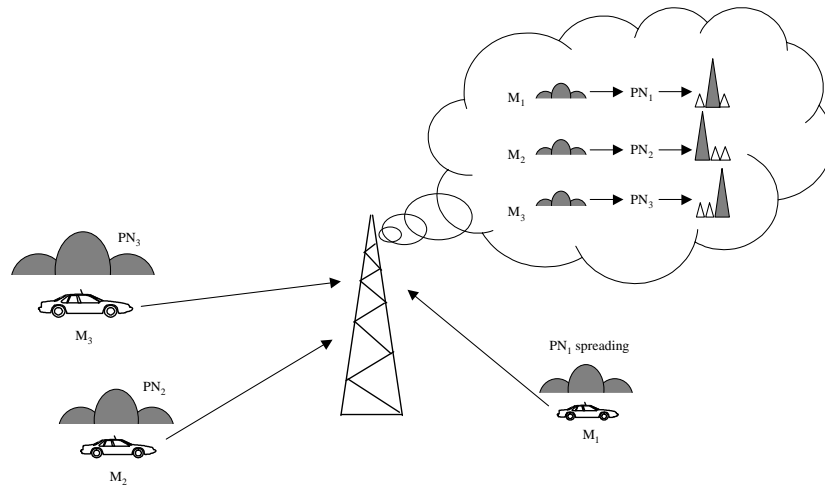 M1 PN1
M2 PN2
M3 PN3
PN3
M3
PN2
M2
PN1 spreading
M1